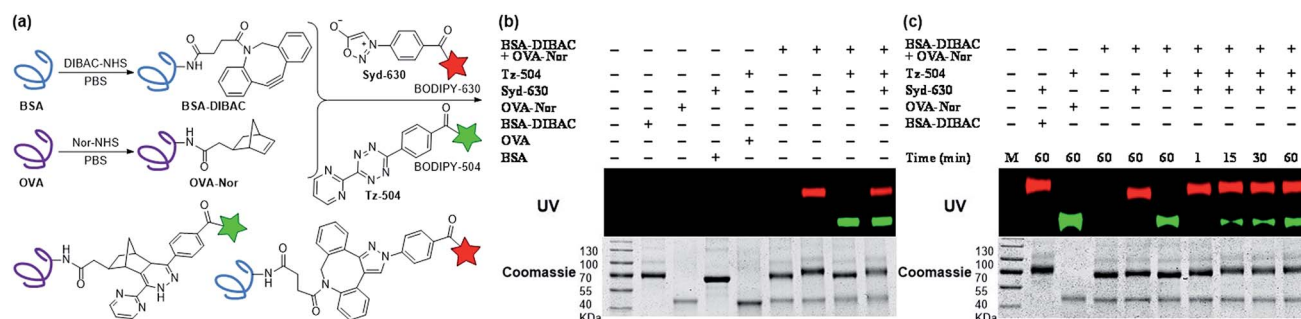 (a)
DIBAC-NHS
PBS
BSA
BSA-DIBAC
Nor-NHS
PBS
OVA
OVA-Nor
Syd-630
BODIPY-630
BODIPY-504
Tz-504
(b)
BSA-DIBAC
+ OVA-Nor – – – – – – + + + +
Tz-504 – – – – – + – – + +
Syd-630 – – – – + – – + – +
OVA-Nor – – + – – – – – –
BSA-DIBAC – + – – – – – – –
OVA – – – – + – – – –
BSA – – – + – – – – –
UV
Coomassie
130
100
70
55
40
KDa
(c)
BSA-DIBAC
+ OVA-Nor – – – + + + + + + +
Tz-504 – – + – – + + + + +
Syd-630 – + – – + – + + + +
OVA-Nor – – + – – – – – – –
BSA-DIBAC – + – – – – – – – –
Time (min) M 60 60 60 60 60 1 15 30 60
UV
Coomassie
130
100
70
55
40
KDa